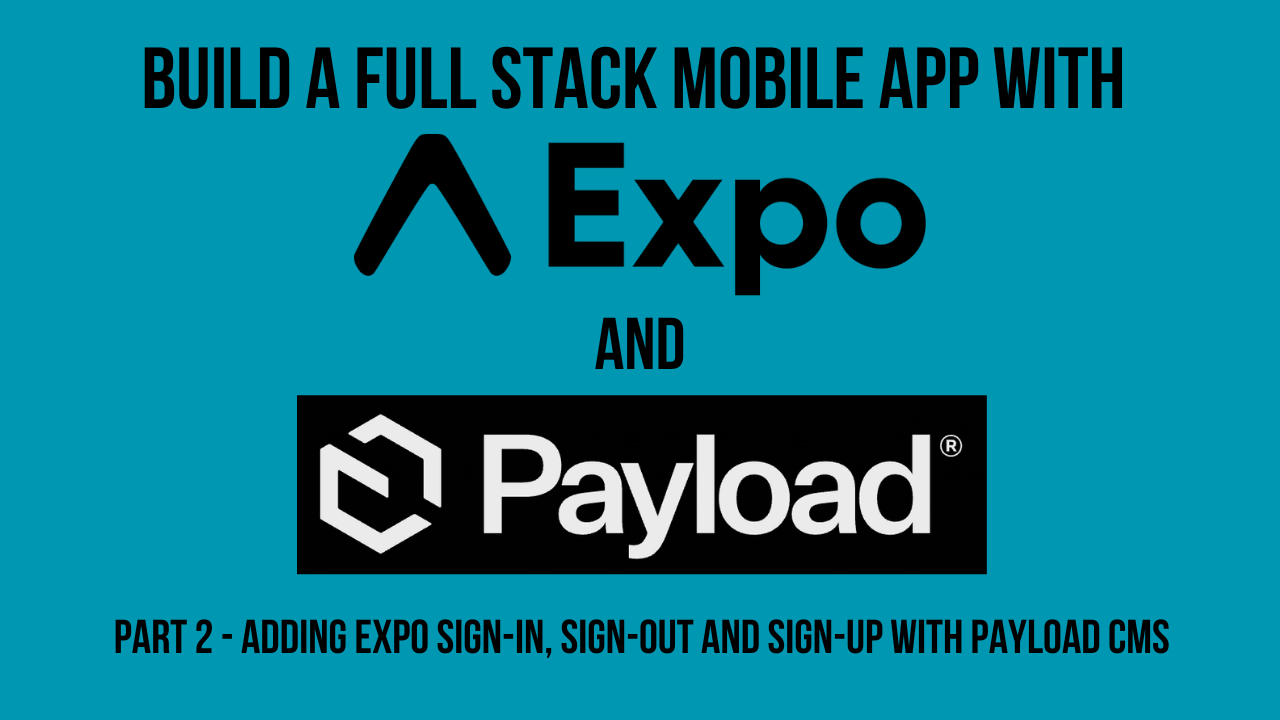 BUILD A FULL STACK MOBILE APP WITH
Expo
AND
Payload®
PART 2 - ADDING EXPO SIGN-IN, SIGN-OUT AND SIGN-UP WITH PAYLOAD CMS